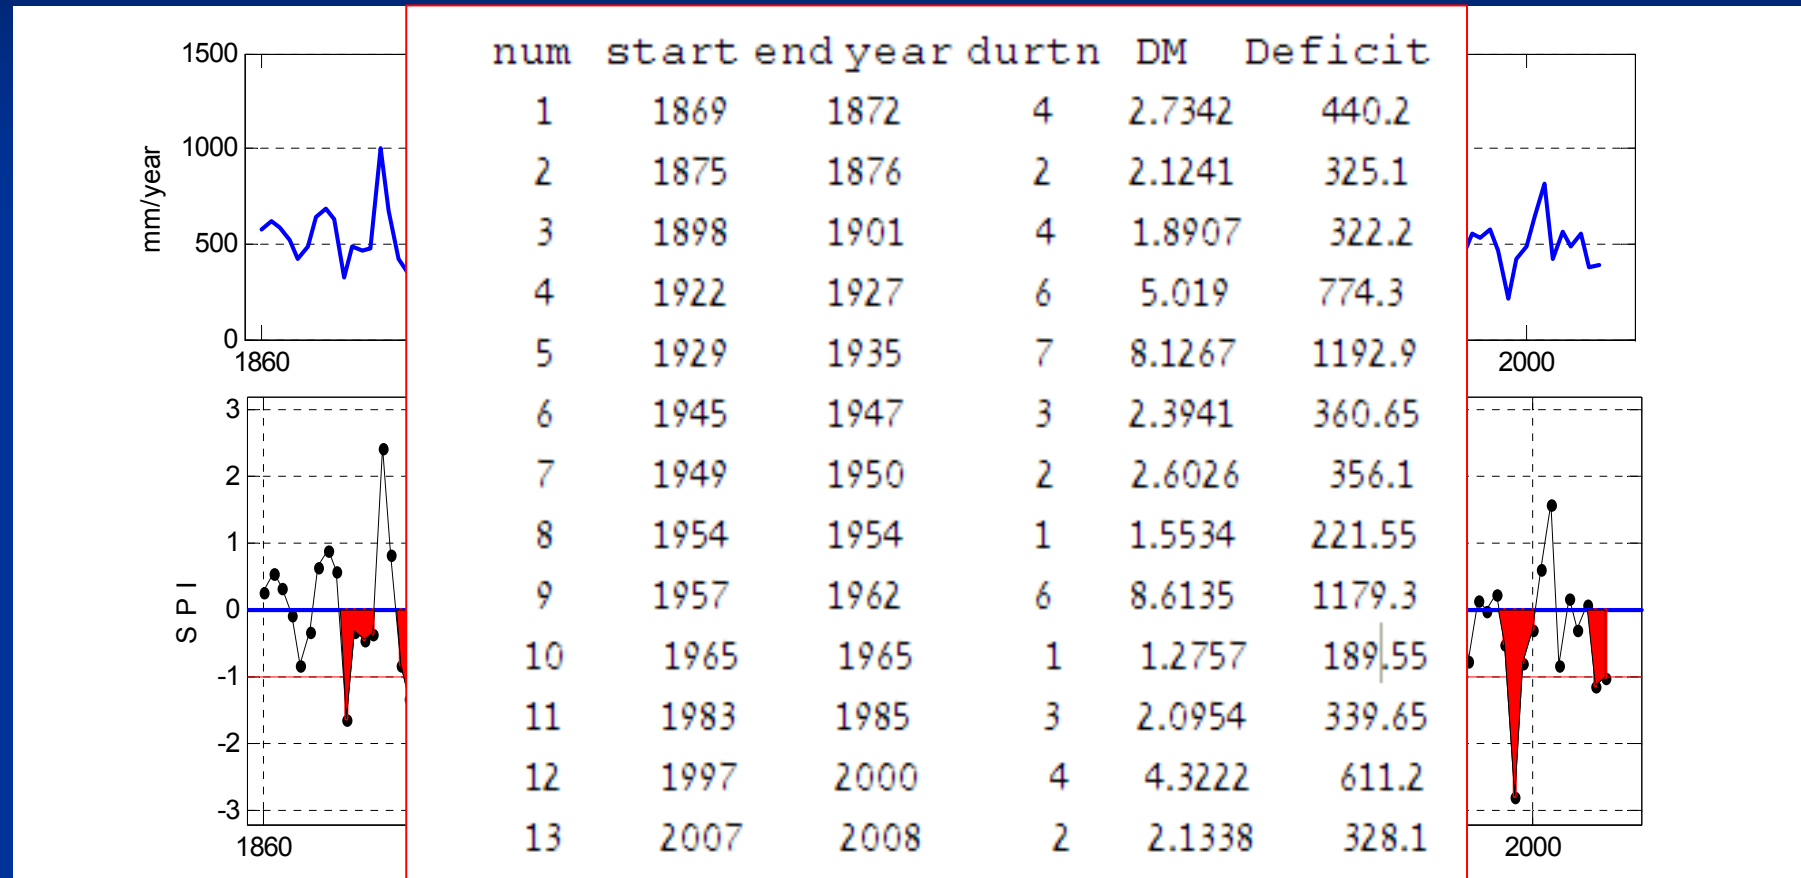 num start end year durtn DM Deficit
1 1869 1872 4 2.7342 440.2
2 1875 1876 2 2.1241 325.1
3 1898 1901 4 1.8907 322.2
4 1922 1927 6 5.019 774.3
5 1929 1935 7 8.1267 1192.9
6 1945 1947 3 2.3941 360.65
7 1949 1950 2 2.6026 356.1
8 1954 1954 1 1.5534 221.55
9 1957 1962 6 8.6135 1179.3
10 1965 1965 1 1.2757 189.55
11 1983 1985 3 2.0954 339.65
12 1997 2000 4 4.3222 611.2
13 2007 2008 2 2.1338 328.1
1500
1000
500
0
mm/year
1860
2000
3
2
1
0
-1
-2
-3
S P I
1860
2000